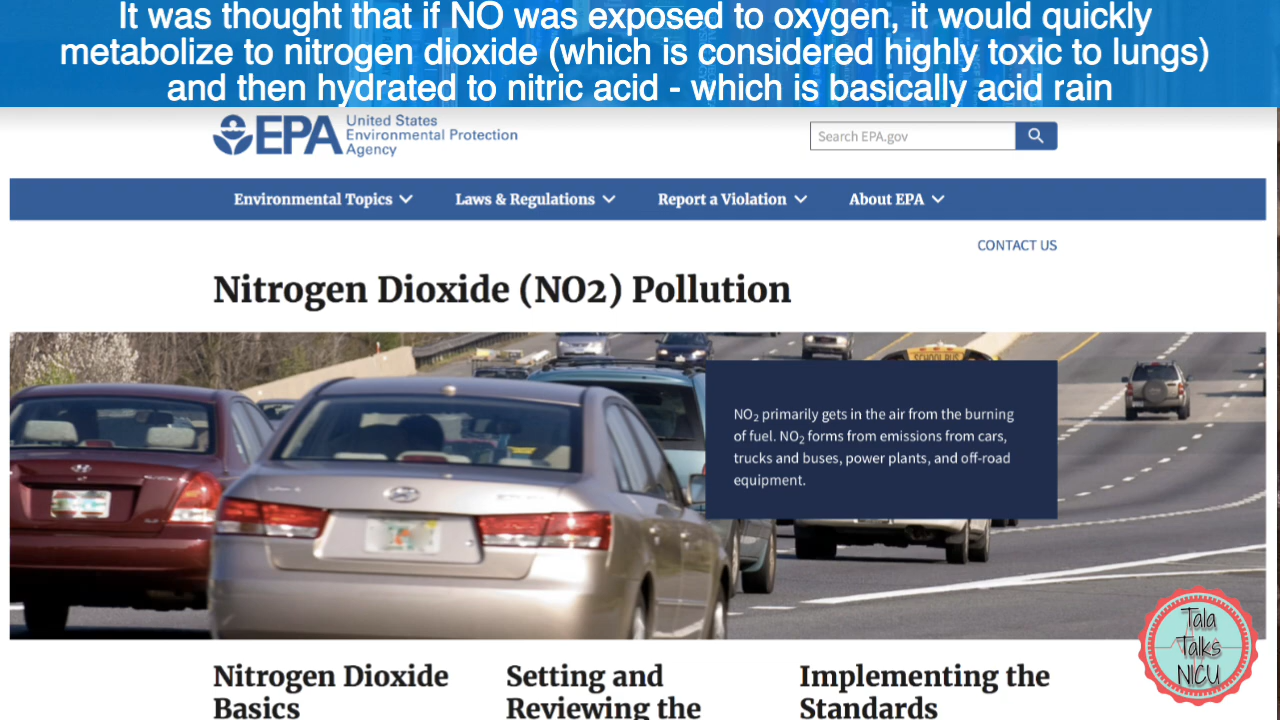 It was thought that if NO was exposed to oxygen, it would quickly
metabolize to nitrogen dioxide (which is considered highly toxic to lungs)
and then hydrated to nitric acid - which is basically acid rain
EPA
United States
Environmental Protection
Agency
Search EPA.gov
Environmental Topics
Laws & Regulations
Report a Violation
About EPA
CONTACT US
Nitrogen Dioxide (NO2) Pollution
SCHOOL BUS
NO2 primarily gets in the air from the burning
of fuel. NO2 forms from emissions from cars,
trucks and buses, power plants, and off-road
equipment.
Tala
Talks
NICU
Nitrogen Dioxide
Basics
Setting and
Reviewing the
Implementing the
Standards